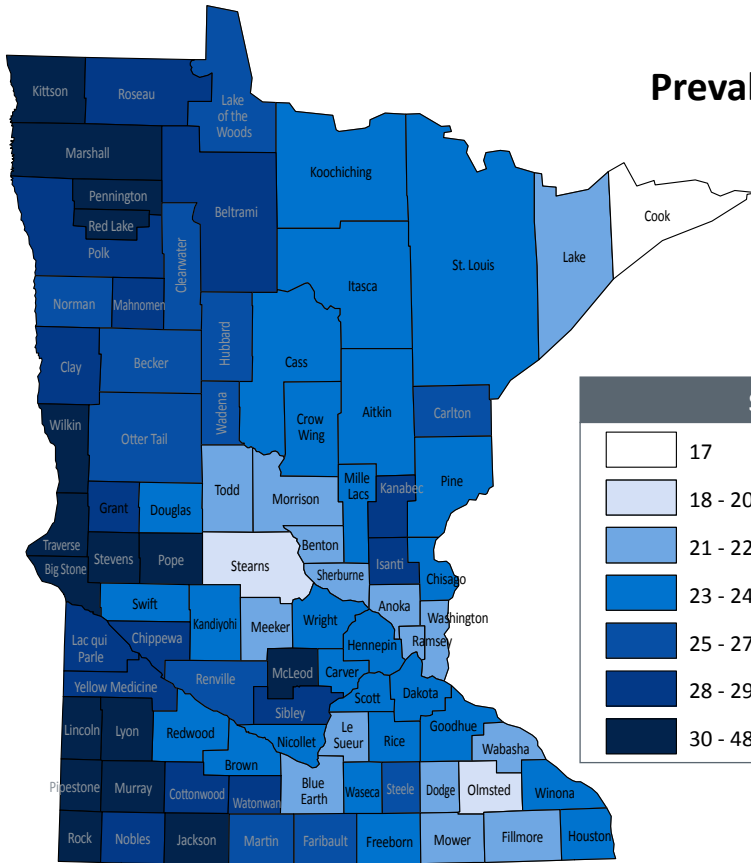 Preval
Kittson
Roseau
Lake
of the
Woods
Marshall
Koochiching
Pennington
Beltrami
Cook
Red Lake
Polk
Clearwater
Lake
St. Louis
Itasca
Norman
Mahnomen
Hubbard
Clay
Becker
Cass
Wadena
Crow
Wing
Aitkin
Carlton
Wilkin
Otter Tail
Todd
Morrison
Mille
Lacs
Kanabec
Pine
Grant
Douglas
Traverse
Stevens
Pope
Stearns
Benton
Isanti
Big Stone
Sherburne
Chisago
Swift
Kandiyohi
Meeker
Wright
Anoka
Washington
Lac qui
Parle
Chippewa
Hennepin
Ramsey
McLeod
Carver
Yellow Medicine
Renville
Scott
Dakota
Sibley
Lincoln
Lyon
Redwood
Nicollet
Le
Sueur
Rice
Goodhue
Wabasha
Brown
Pipestone
Murray
Cottonwood
Watonwan
Blue
Earth
Waseca
Steele
Dodge
Olmsted
Winona
Rock
Nobles
Jackson
Martin
Faribault
Freeborn
Mower
Fillmore
Houston
17
18 - 20
21 - 22
23 - 24
25 - 27
28 - 29
30 - 48